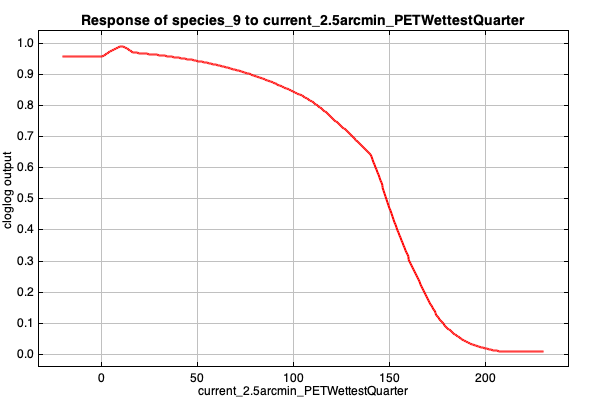 Response of species_9 to current_2.5arcmin_PETWettestQuarter
1.0
0.9
0.8
0.7
0.6
0.5
0.4
0.3
0.2
0.1
0.0
cloglog output
0 50 100 150 200
current_2.5arcmin_PETWettestQuarter